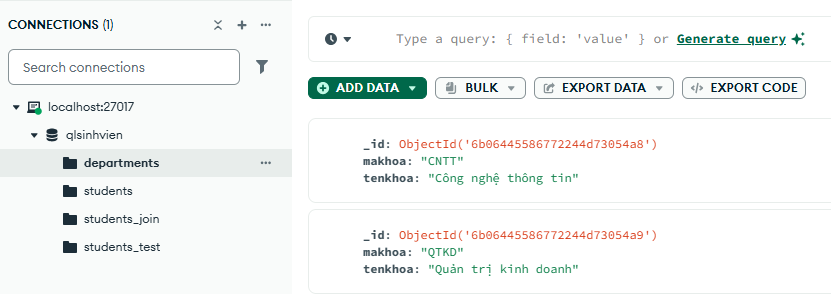 CONNECTIONS (1)
Search connections
localhost:27017
qlsinhvien
departments
students
students_join
students_test
Type a query: { field: 'value' } or Generate query
ADD DATA
BULK
EXPORT DATA
EXPORT CODE
_id: ObjectId('6b06445586772244d73054a8')
makhoa: "CNTT"
tenkhoa: "Công nghệ thông tin"
_id: ObjectId('6b06445586772244d73054a9')
makhoa: "QTKD"
tenkhoa: "Quản trị kinh doanh"